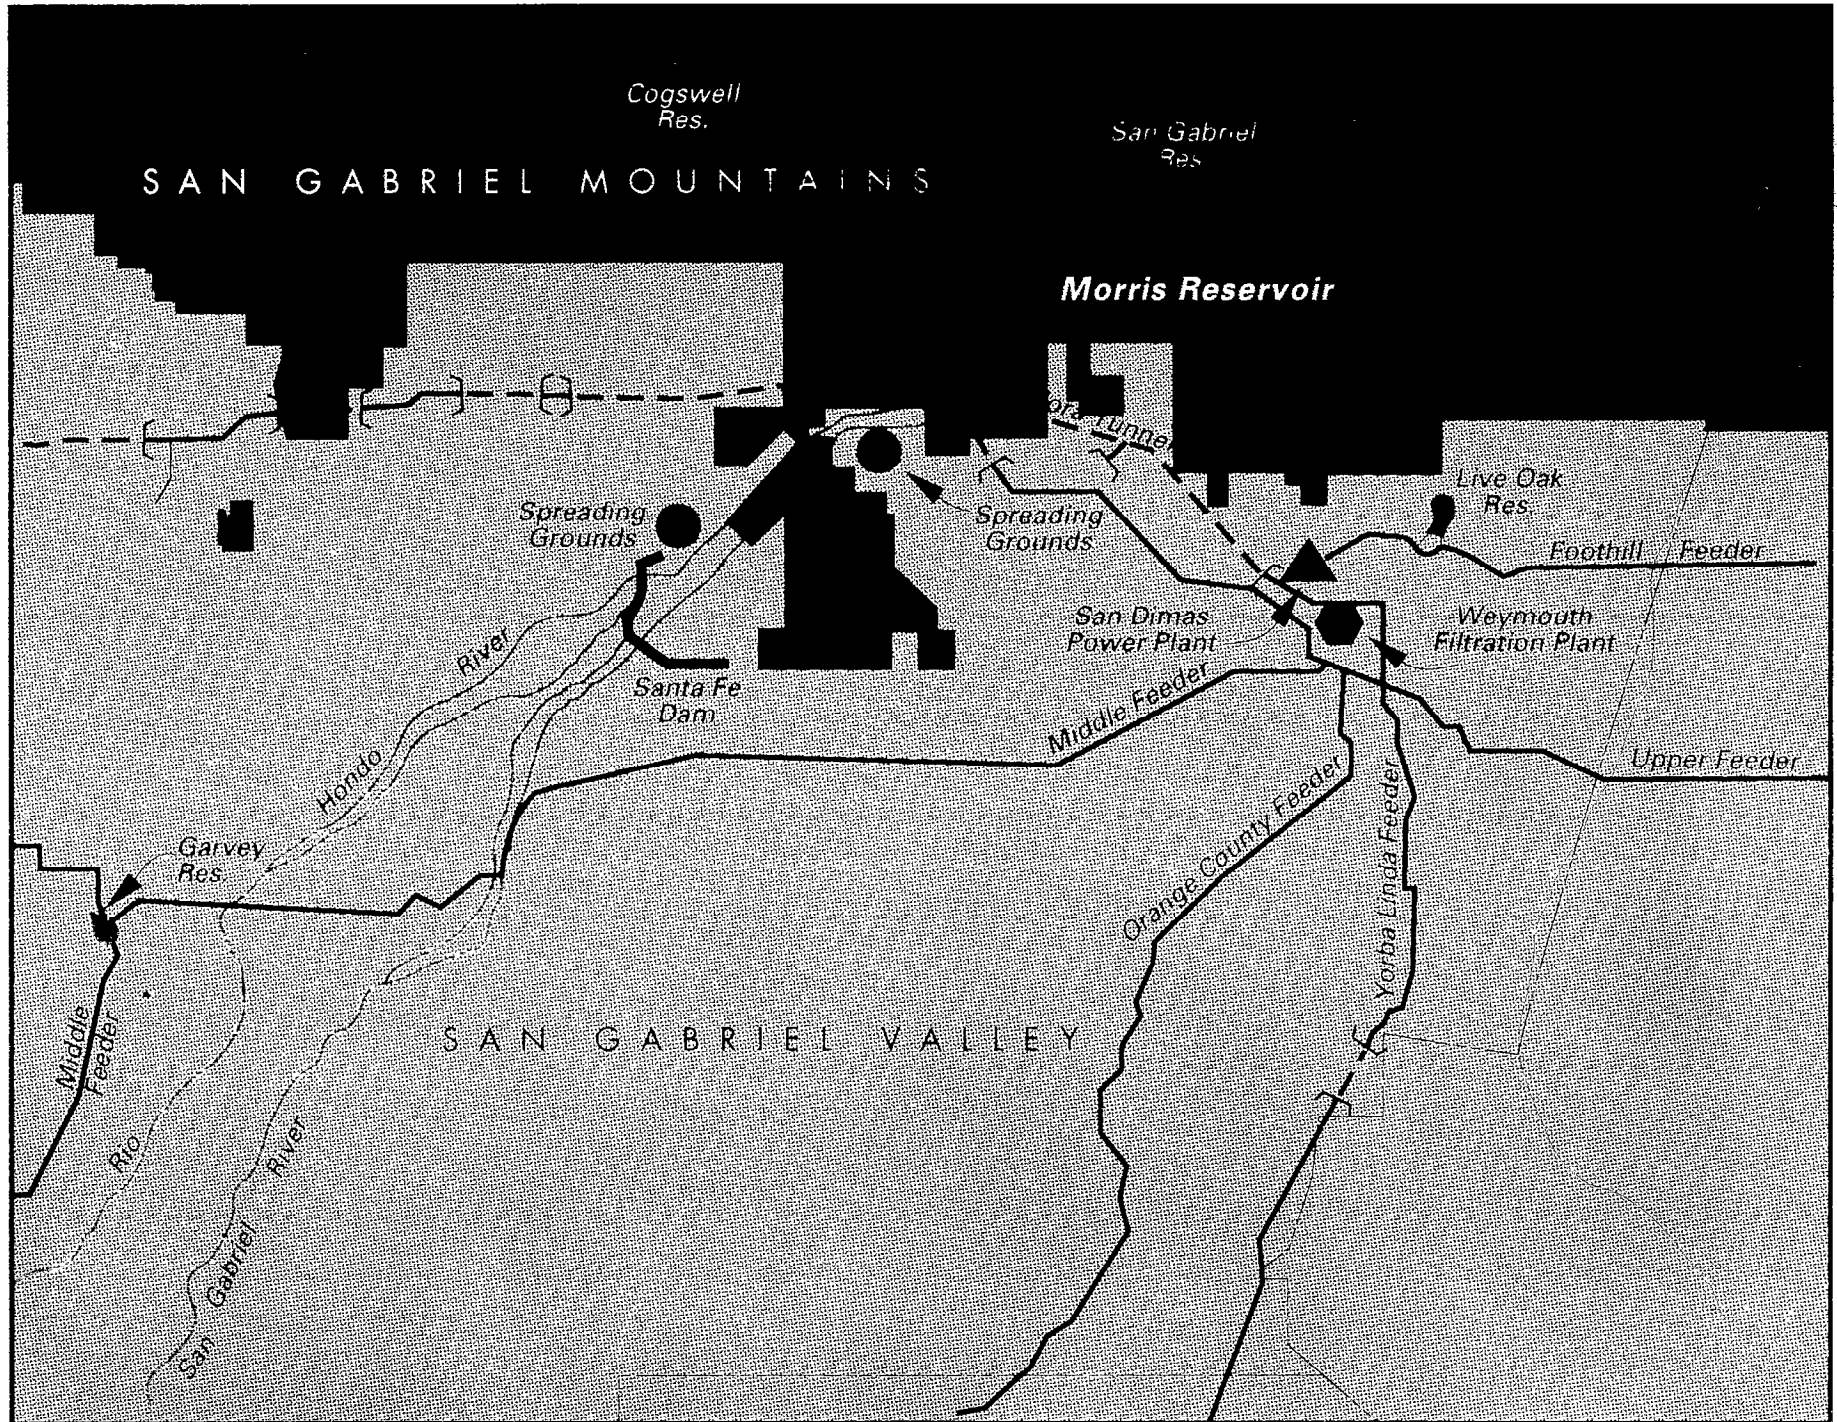 Cogswell
Res.
San Gabriel
Res
SAN GABRIEL MOUNTAINS
Morris Reservoir
Tunnel
Live Oak
Res.
Spreading
Grounds
Spreading
Grounds
Foothill Feeder
San Dimas
Power Plant
Weymouth
Filtration Plant
River
Santa Fe
Dam
Middle Feeder
Hondo
Upper Feeder
Orange County Feeder
Yorba Linda Feeder
Garvey
Res.
SAN GABRIEL VALLEY
Middle
Feeder
Rio
River
Gabriel
San